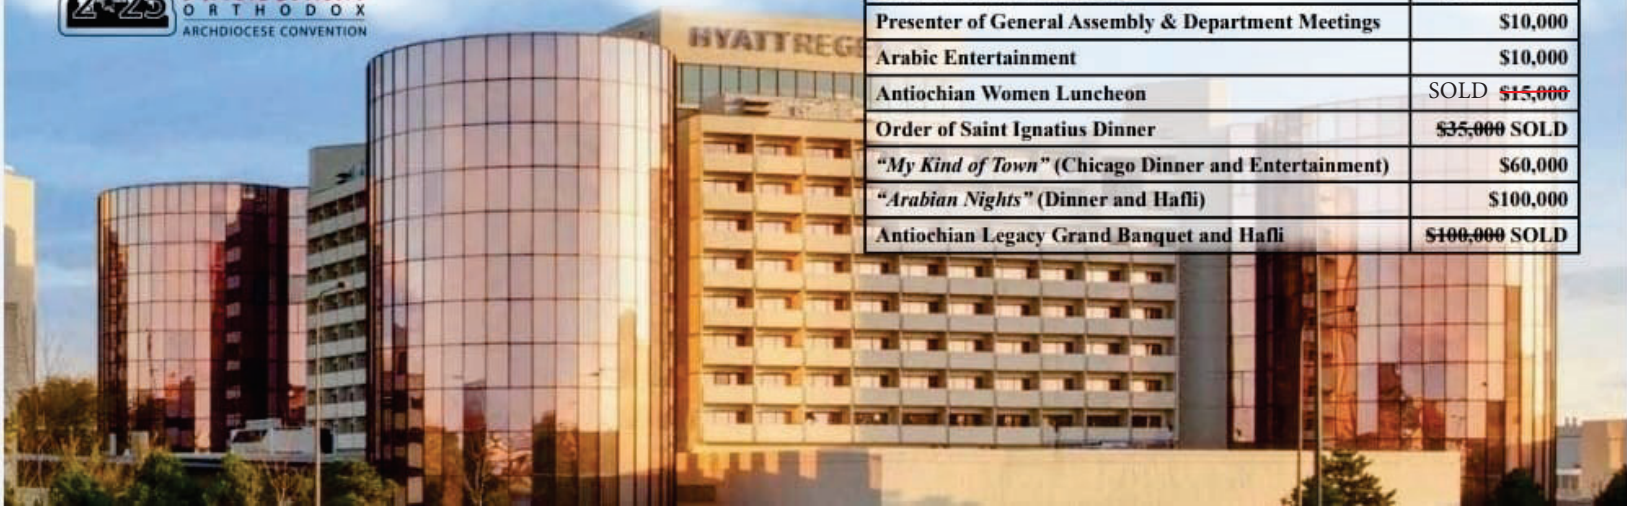 2025
ORTHODOX
ARCHDIOCESE CONVENTION
HYATT REGE
Presenter of General Assembly & Department Meetings $10,000
Arabic Entertainment $10,000
Antiochian Women Luncheon SOLD $15,000
Order of Saint Ignatius Dinner $35,000 SOLD
“My Kind of Town” (Chicago Dinner and Entertainment) $60,000
“Arabian Nights” (Dinner and Hafli) $100,000
Antiochian Legacy Grand Banquet and Hafli $100,000 SOLD